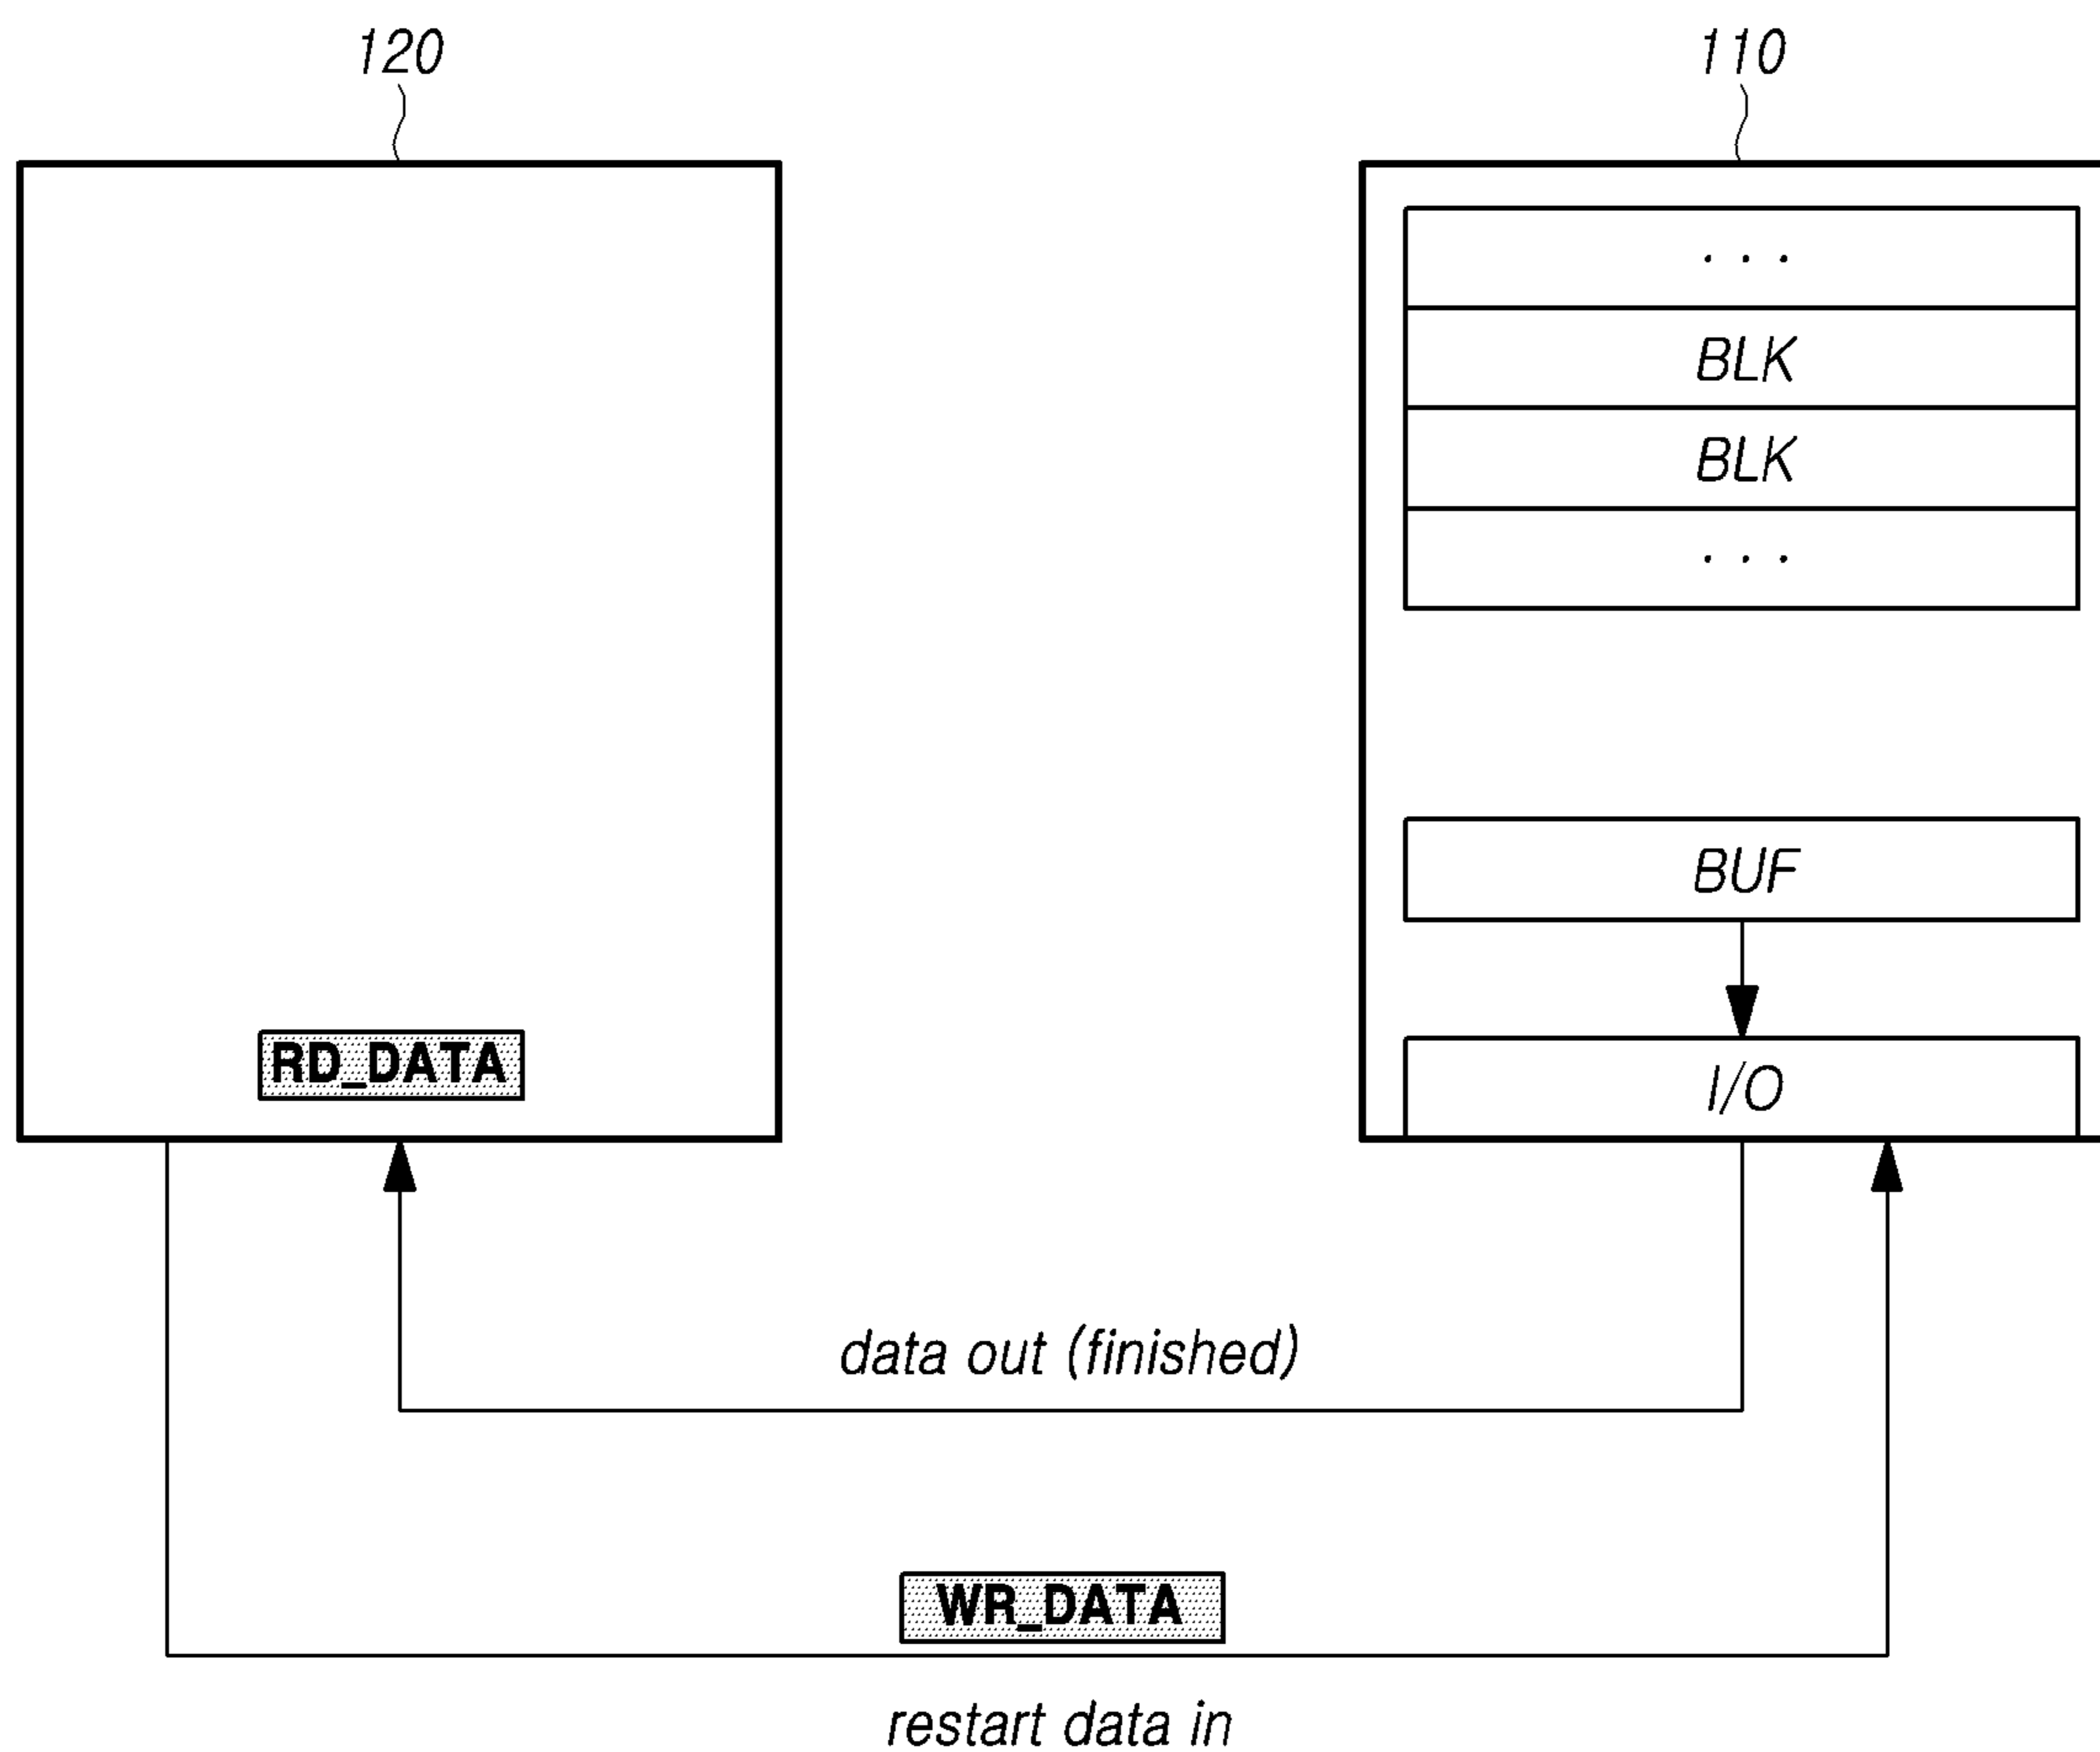 120
110
. . .
BLK
BLK
. . .
BUF
RD_DATA
I/O
data out (finished)
WR_DATA
restart data in